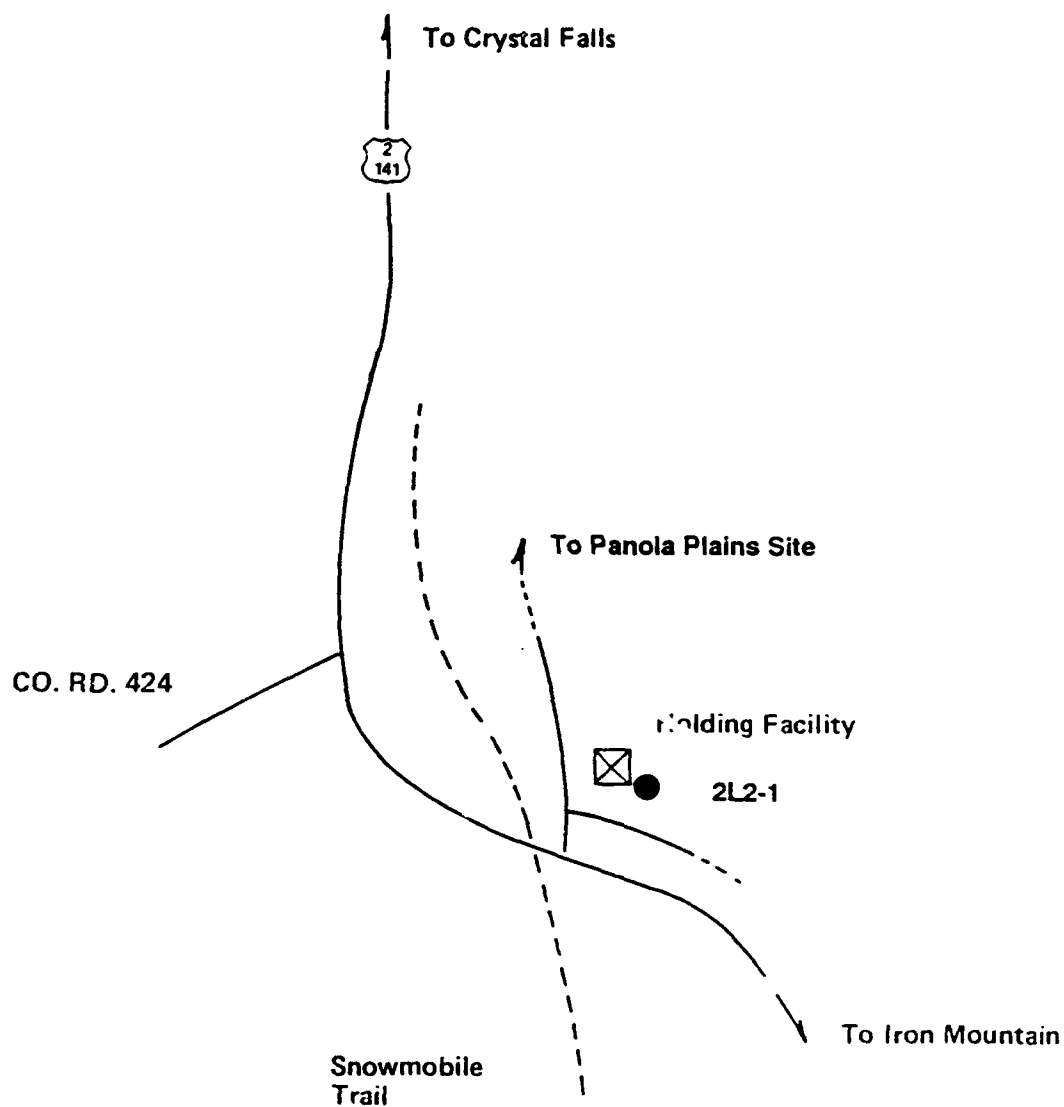 To Crystal Falls
2
141
To Panola Plains Site
CO. RD. 424
Holding Facility
2L2-1
To Iron Mountain
Snowmobile
Trail